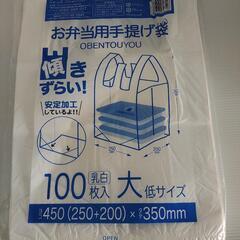 お弁当用手提げ袋
OBENTOUYOU
傾き
ずらい!
安定加工
しているよ!!
100枚入
乳白
大
低サイズ
450(250+200)×350mm
OPEN